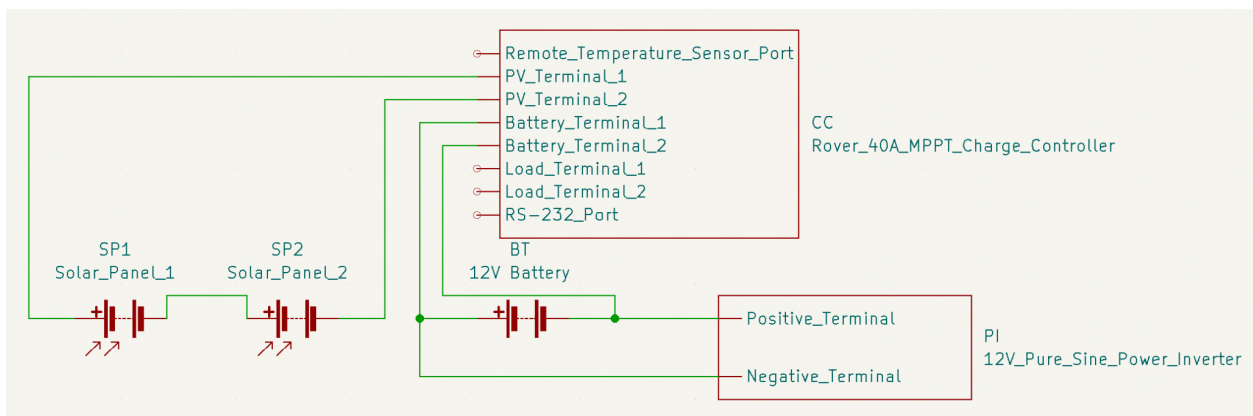 Remote_Temperature_Sensor_Port
PV_Terminal_1
PV_Terminal_2
Battery_Terminal_1
Battery_Terminal_2
Load_Terminal_1
Load_Terminal_2
RS-232_Port
CC
Rover_40A_MPPT_Charge_Controller
SP1
Solar_Panel_1
+
SP2
Solar_Panel_2
+
BT
12V Battery
+
Positive_Terminal
Negative_Terminal
PI
12V_Pure_Sine_Power_Inverter